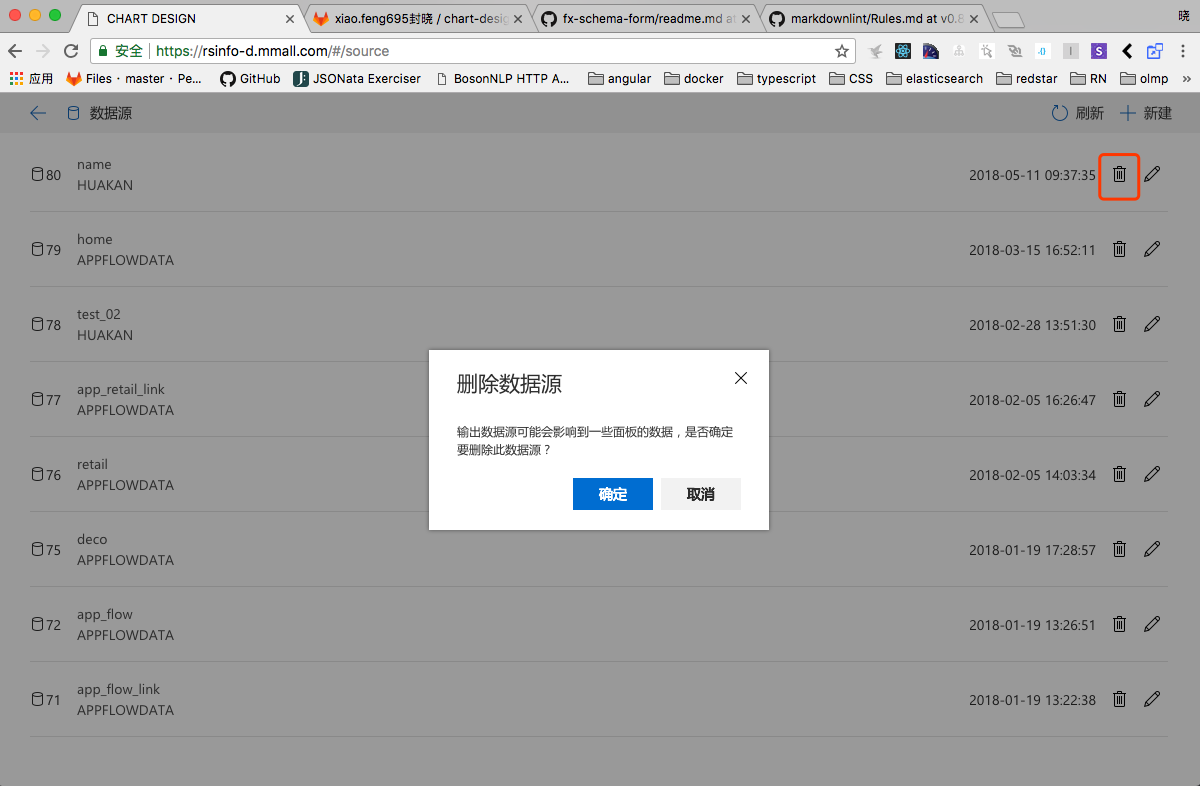 CHART DESIGN
xiao.feng695封晓 / chart-desig
fx-schema-form/readme.md at
markdownlint/Rules.md at v0.8
晓
安全
https://rsinfo-d.mmall.com/#/source
应用
Files · master · Pe...
GitHub
JSONata Exerciser
BosonNLP HTTP A...
angular
docker
typescript
CSS
elasticsearch
redstar
RN
olmp
»
数据源
刷新
新建
80
name
HUAKAN
2018-05-11 09:37:35
79
home
APPFLOWDATA
2018-03-15 16:52:11
78
test_02
HUAKAN
2018-02-28 13:51:30
77
app_retail_link
APPFLOWDATA
2018-02-05 16:26:47
76
retail
APPFLOWDATA
2018-02-05 14:03:34
75
deco
APPFLOWDATA
2018-01-19 17:28:57
72
app_flow
APPFLOWDATA
2018-01-19 13:26:51
71
app_flow_link
APPFLOWDATA
2018-01-19 13:22:38
删除数据源
输出数据源可能会影响到一些面板的数据，是否确定
要删除此数据源？
确定
取消